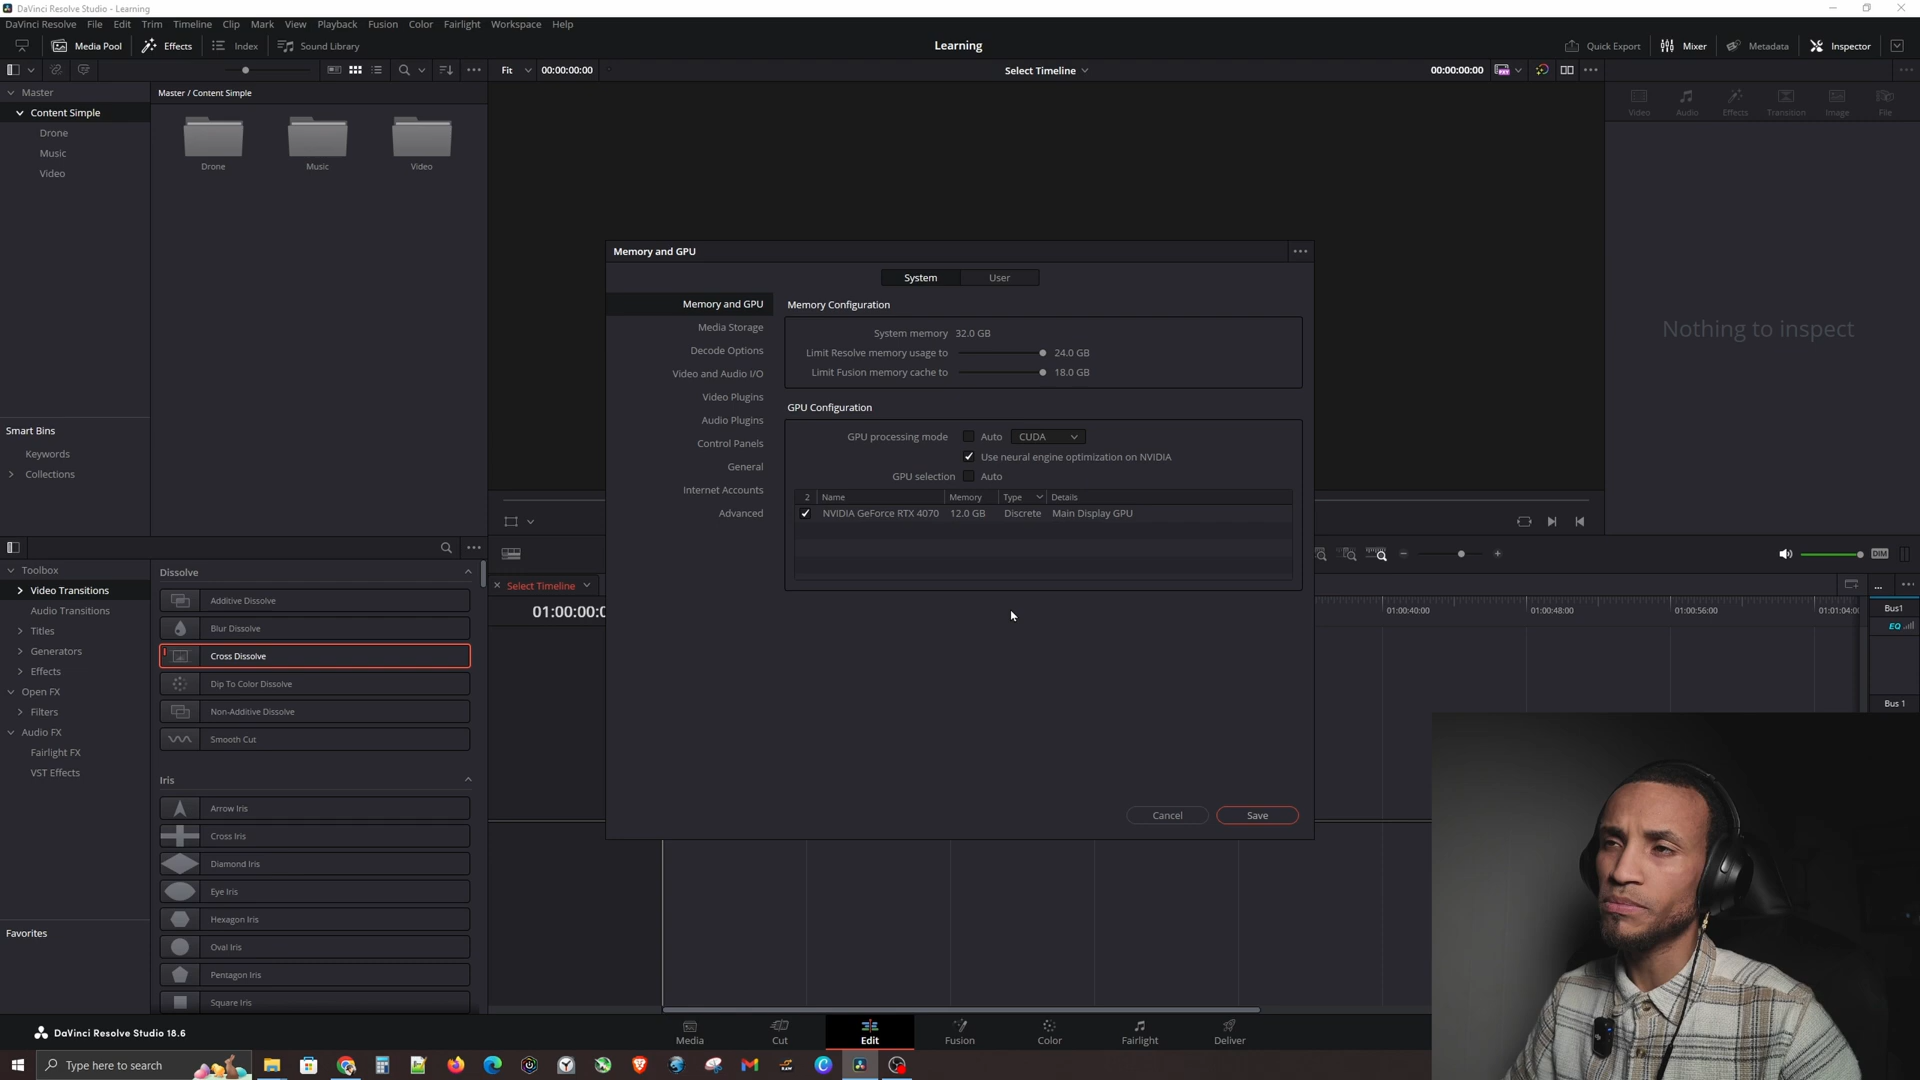 DaVinci Resolve Studio - Learning
DaVinci Resolve File Edit Trim Timeline Clip Mark View Playback Fusion Color Fairlight Workspace Help
Media Pool Effects Index Sound Library
Learning
Quick Export Mixer Metadata Inspector
Fit 00:00:00:00
Select Timeline
00:00:00:00
Master
Content Simple
Drone
Music
Video
Master / Content Simple
Drone Music Video
Video Audio Effects Transition Image File
Nothing to inspect
Memory and GPU
System User
Memory and GPU
Media Storage
Decode Options
Video and Audio I/O
Video Plugins
Audio Plugins
Control Panels
General
Internet Accounts
Advanced
Memory Configuration
System memory 32.0 GB
Limit Resolve memory usage to 24.0 GB
Limit Fusion memory cache to 18.0 GB
GPU Configuration
GPU processing mode Auto CUDA
Use neural engine optimization on NVIDIA
GPU selection Auto
2 Name Memory Type Details
NVIDIA GeForce RTX 4070 12.0 GB Discrete Main Display GPU
Cancel Save
Smart Bins
Keywords
Collections
Toolbox
Video Transitions
Audio Transitions
Titles
Generators
Effects
Open FX
Filters
Audio FX
Fairlight FX
VST Effects
Favorites
Dissolve
Additive Dissolve
Blur Dissolve
Cross Dissolve
Dip To Color Dissolve
Non-Additive Dissolve
Smooth Cut
Iris
Arrow Iris
Cross Iris
Diamond Iris
Eye Iris
Hexagon Iris
Oval Iris
Pentagon Iris
Square Iris
DIM
Select Timeline
01:00:00:0
01:00:40:00 01:00:48:00 01:00:56:00 01:01:04:0
Bus1
EQ
Bus 1
DaVinci Resolve Studio 18.6
Media Cut Edit Fusion Color Fairlight Deliver
Type here to search